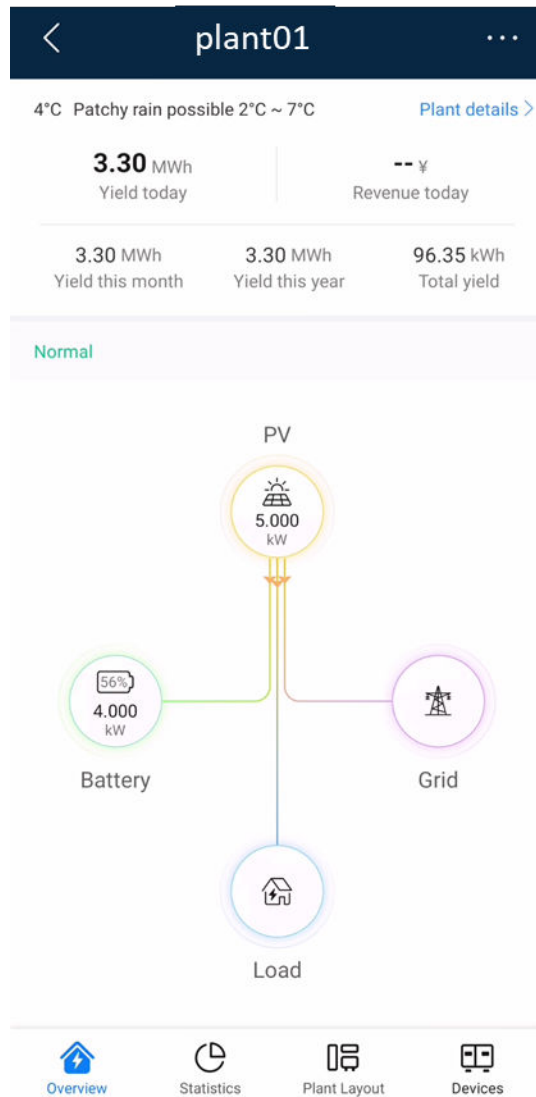 plant01
4°C Patchy rain possible 2°C ~ 7°C Plant details >
3.30 MWh -- ¥
Yield today Revenue today
3.30 MWh 3.30 MWh 96.35 kWh
Yield this month Yield this year Total yield
Normal
PV
5.000
kW
56%
4.000
kW
Battery Grid
Load
Overview Statistics Plant Layout Devices